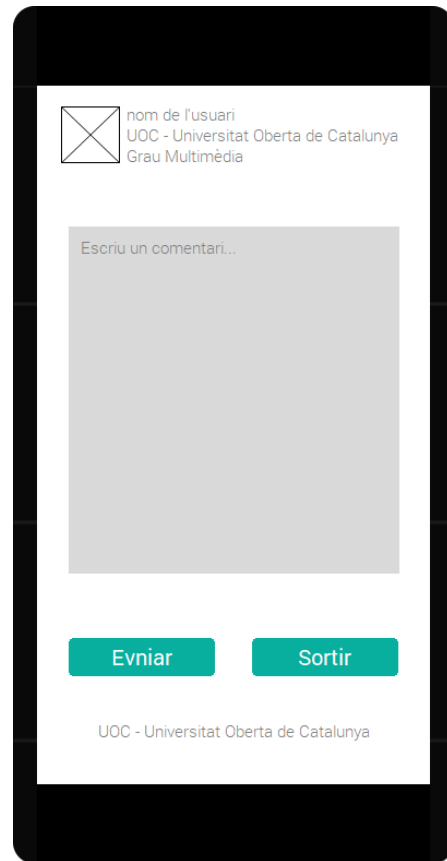 nom de l'usuari
UOC - Universitat Oberta de Catalunya
Grau Multimèdia
Escriu un comentari...
Evniar
Sortir
UOC - Universitat Oberta de Catalunya